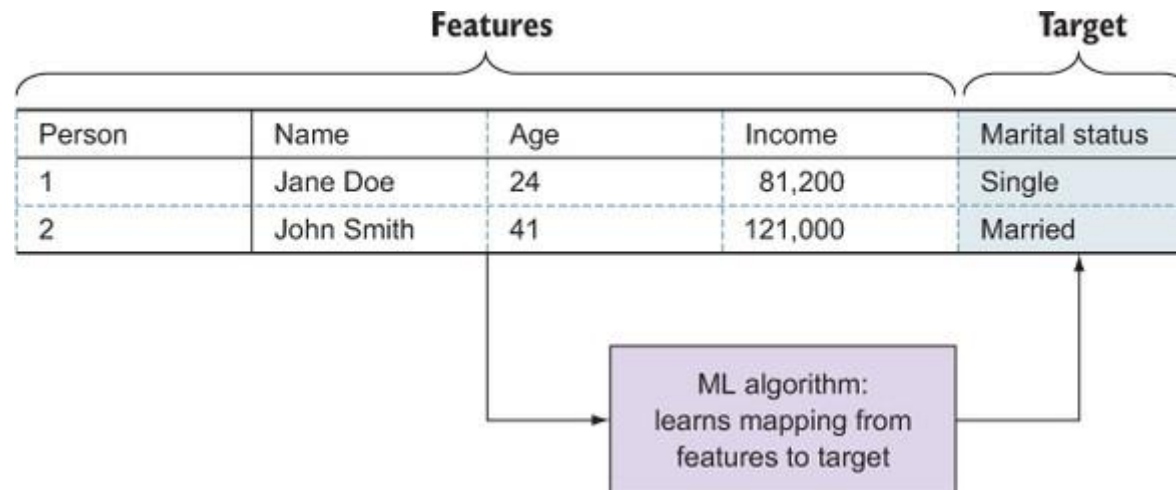 Features Target
Person Name Age Income Marital status
1 Jane Doe 24 81,200 Single
2 John Smith 41 121,000 Married
ML algorithm:
learns mapping from
features to target